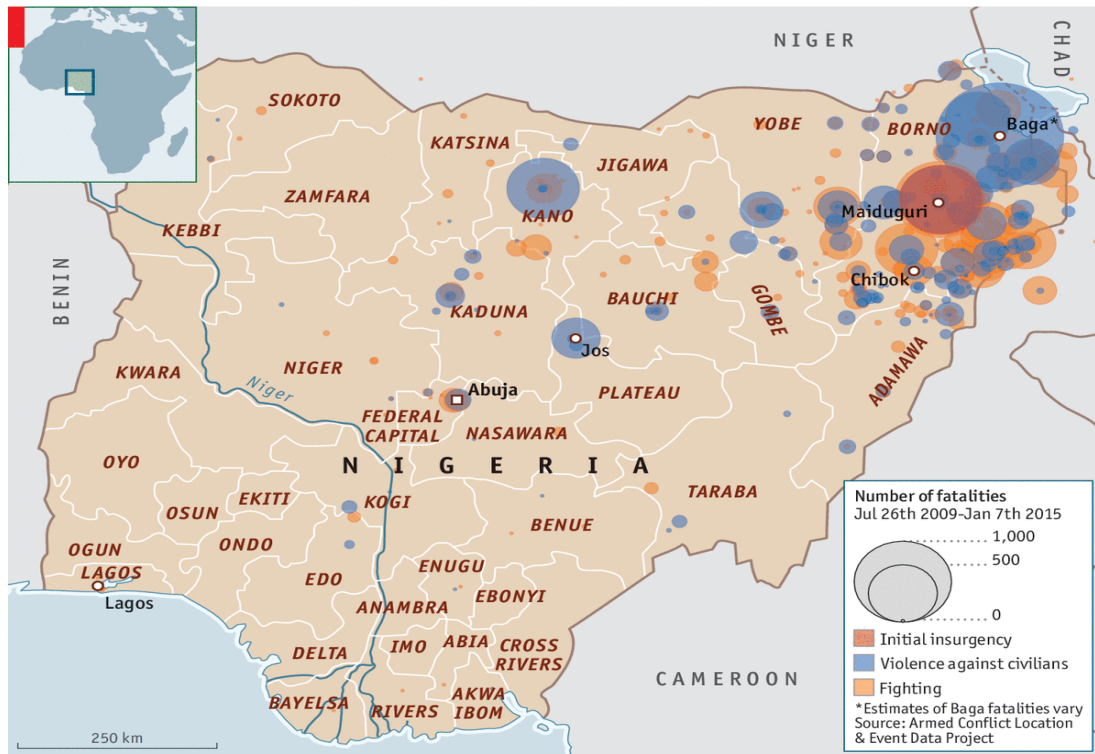 NIGER
CHAD
SOKOTO
KATSINA
YOBE
BORNO
Baga*
JIGAWA
ZAMFARA
KANO
Maiduguri
KEBBI
BENIN
Chibok
BAUCHI
GOMBE
KADUNA
Jos
ADAMAWA
NIGER
KWARA
Niger
Abuja
PLATEAU
FEDERAL
CAPITAL
NASAWARA
NIGERIA
OYO
TARABA
EKITI
KOGI
OSUN
BENUE
ONDO
OGUN
LAGOS
Lagos
EDO
ENUGU
EBONYI
ANAMBRA
DELTA
IMO
ABIA
CROSS
RIVERS
BAYELSA
RIVERS
AKWA
IBOM
CAMEROON
250 km
Number of fatalities
Jul 26th 2009-Jan 7th 2015
1,000
500
0
Initial insurgency
Violence against civilians
Fighting
*Estimates of Baga fatalities vary
Source: Armed Conflict Location
& Event Data Project